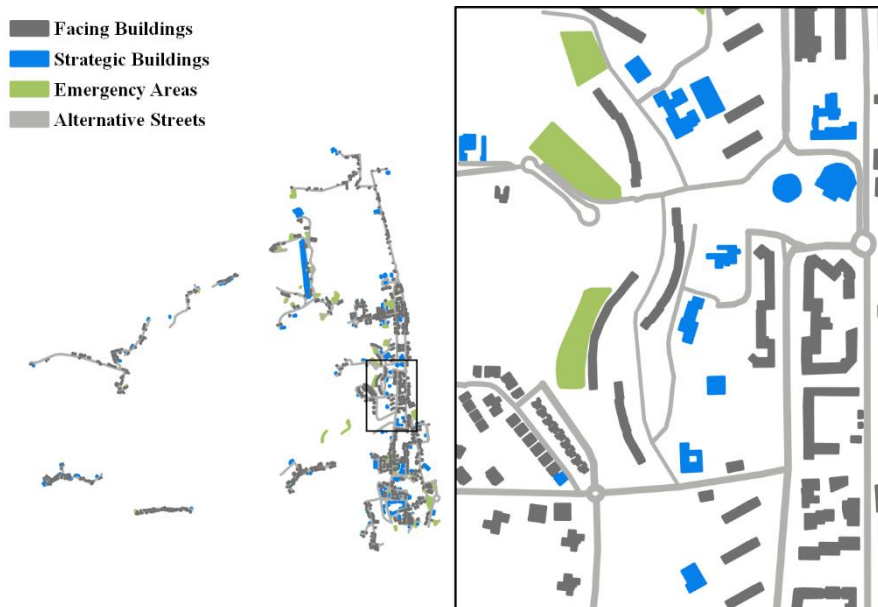 Facing Buildings
Strategic Buildings
Emergency Areas
Alternative Streets